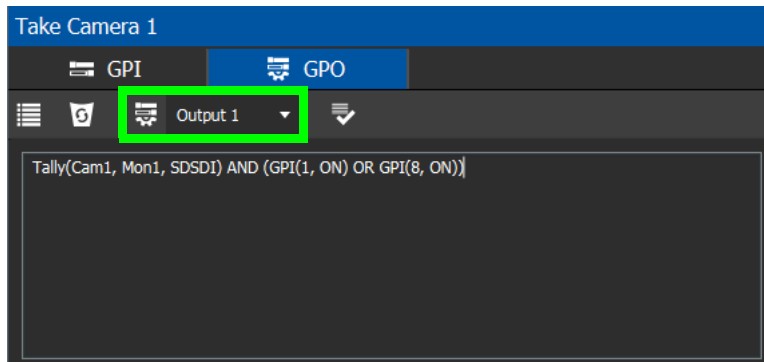 Take Camera 1
GPI GPO
Output 1
Tally(Cam1, Mon1, SDSDI) AND (GPI(1, ON) OR GPI(8, ON))